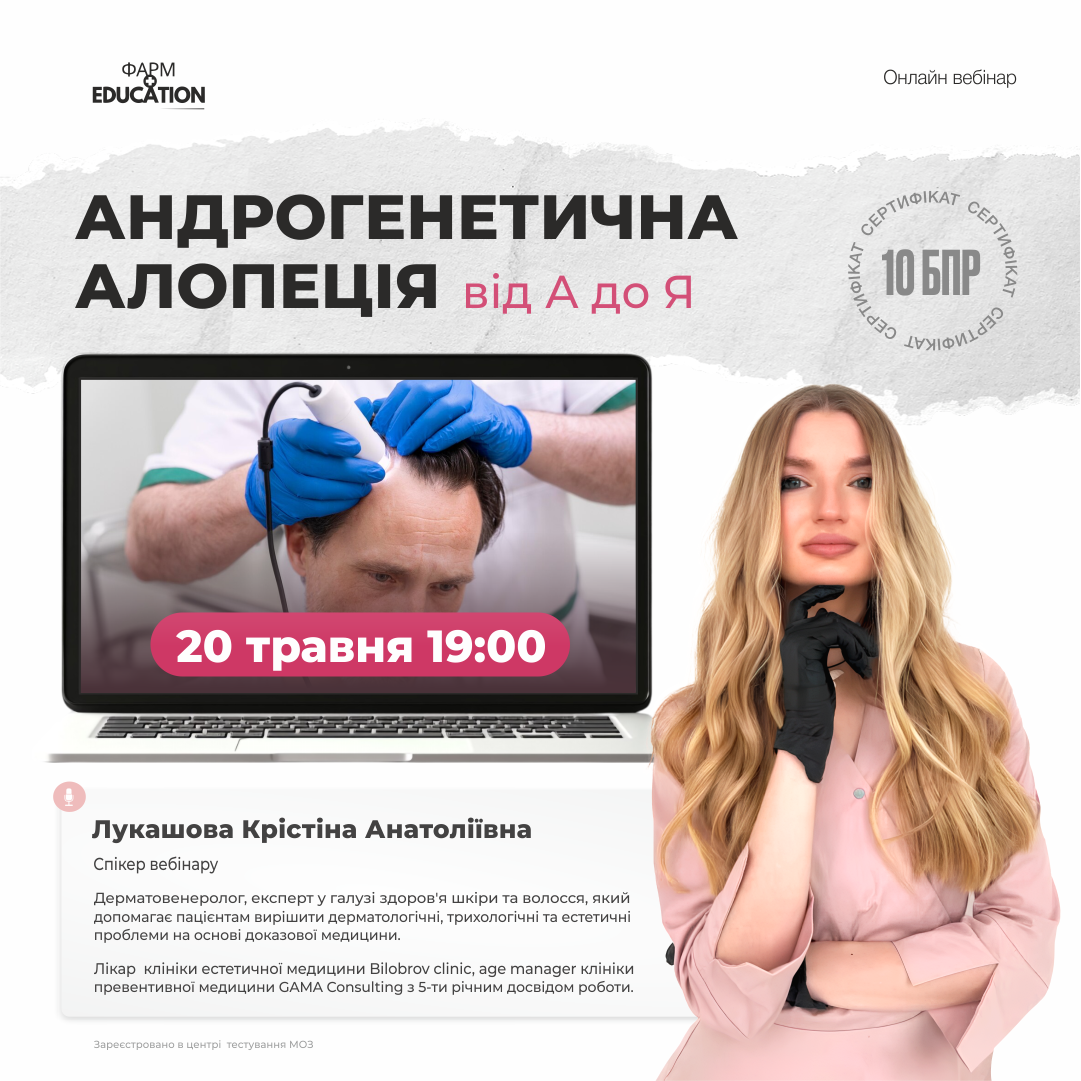 ФАРМ
EDUCATION
Онлайн вебінар
АНДРОГЕНЕТИЧНА
АЛОПЕЦІЯ від А до Я
СЕРТИФІКАТ СЕРТИФІКАТ СЕРТИФІКАТ СЕРТИФІКАТ
10 БПР
20 травня 19:00
Лукашова Крістіна Анатоліївна
Спікер вебінару
Дерматовенеролог, експерт у галузі здоров'я шкіри та волосся, який
допомагає пацієнтам вирішити дерматологічні, трихологічні та естетичні
проблеми на основі доказової медицини.
Лікар клініки естетичної медицини Bilobrov clinic, age manager клініки
превентивної медицини GAMA Consulting з 5-ти річним досвідом роботи.
Зареєстровано в центрі тестування МОЗ